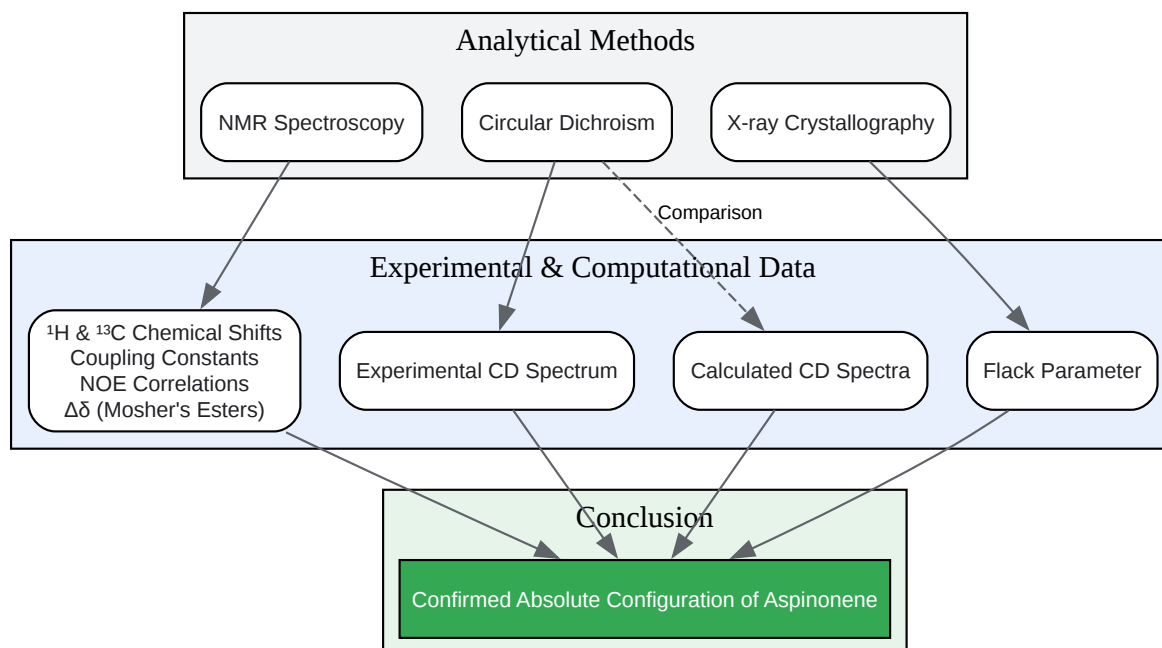 Analytical Methods
NMR Spectroscopy
Circular Dichroism
X-ray Crystallography
Comparison
Experimental & Computational Data
¹H & ¹³C Chemical Shifts
Coupling Constants
NOE Correlations
Δδ (Mosher's Esters)
Experimental CD Spectrum
Calculated CD Spectra
Flack Parameter
Conclusion
Confirmed Absolute Configuration of Aspinonene